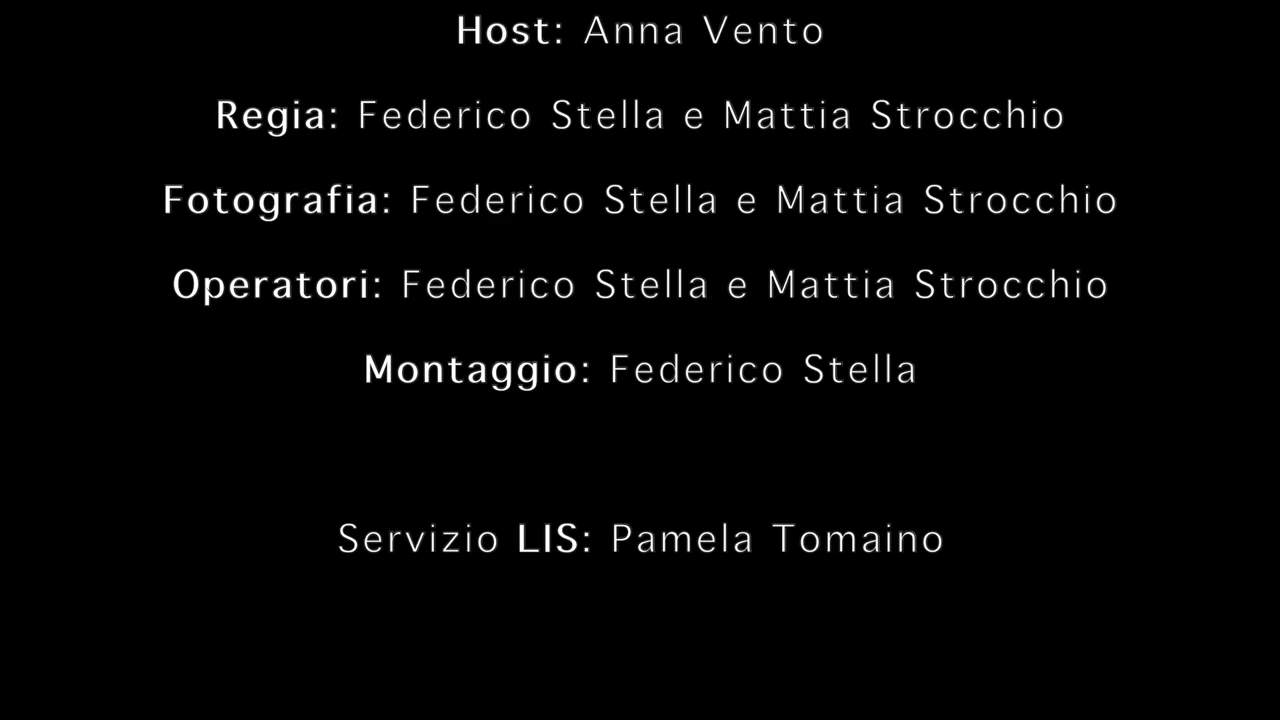 Host: Anna Vento
Regia: Federico Stella e Mattia Strocchio
Fotografia: Federico Stella e Mattia Strocchio
Operatori: Federico Stella e Mattia Strocchio
Montaggio: Federico Stella
Servizio LIS: Pamela Tomaino